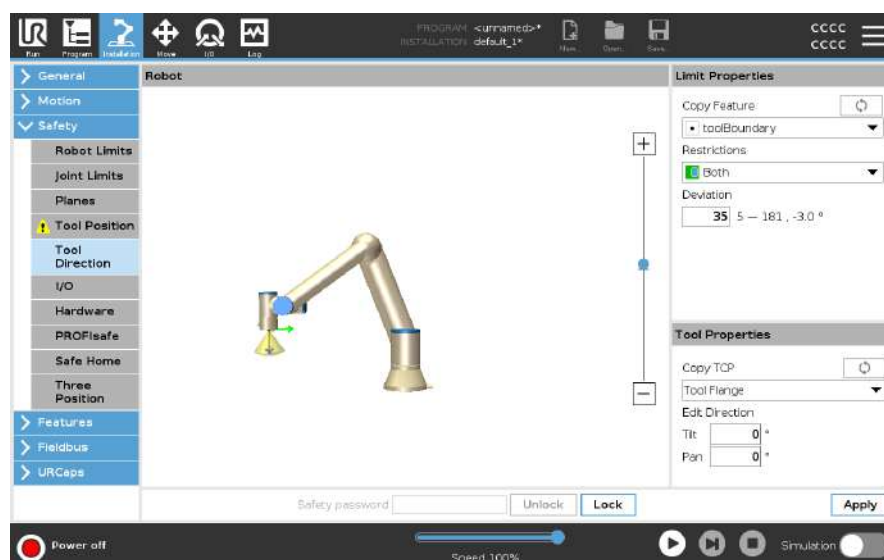 PROGRAM <unnamed>*
INSTALLATION default_1*
CCCC
CCCC
Run Program Installation Move I/O Log New... Open... Save...
General
Motion
Safety
Robot Limits
Joint Limits
Planes
Tool Position
Tool
Direction
I/O
Hardware
PROFIsafe
Safe Home
Three
Position
Features
Fieldbus
URCaps
Robot
Limit Properties
Copy Feature
toolBoundary
Restrictions
Both
Deviation
35 5 — 181 , -3.0 °
Tool Properties
Copy TCP
Tool Flange
Edit Direction
Tilt 0 °
Pan 0 °
Safety password Unlock Lock Apply
Power off
Speed 100%
Simulation